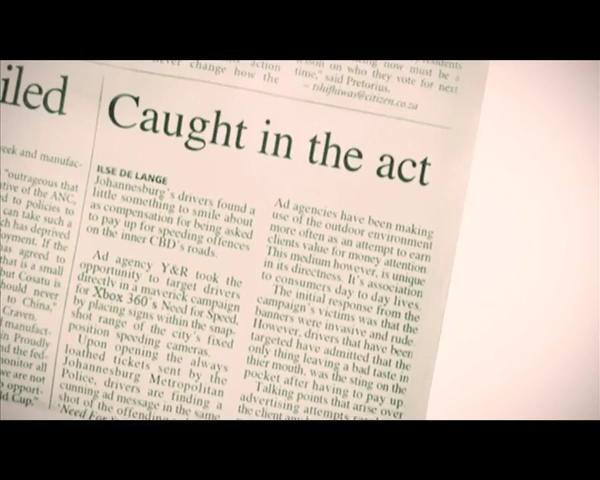 never change how the
action
on who they vote for next
time," said Pretorius.
– tshifhiwas@citizen.co.za
iled
week and manufac-
"outrageous that
tive of the ANC,
d to policies to
can take such a
ch has deprived
oyment. If the
as agreed to
that is a small
but Cosatu is
hould never
to China,"
Craven.
manufact-
in Proudly
nd the fed-
monitor all
we are not
opport-
ld Cup."
Caught in the act
ILSE DE LANGE
Johannesburg's drivers found a
little something to smile about
as compensation for being asked
to pay up for speeding offences
on the inner CBD's roads.
Ad agency Y&R took the
opportunity to target drivers
directly in a maverick campaign
for Xbox 360's Need for Speed,
by placing signs within the snap-
shot range of the city's fixed
position speeding cameras.
Upon opening the always
loathed tickets sent by the
Johannesburg Metropolitan
Police, drivers are finding a
cunning ad message in the same
shot of the offending
'Need For
Ad agencies have been making
use of the outdoor environment
more often as an attempt to earn
clients value for money attention.
This medium however, is unique
in its directness. It's association
to consumers day to day lives.
The initial response from the
campaign's victims was that the
banners were invasive and rude.
However, drivers that have been
targeted have admitted that the
only thing leaving a bad taste in
thier mouth, was the sting on the
pocket after having to pay up
Talking points that arise over
advertising attempts
the client